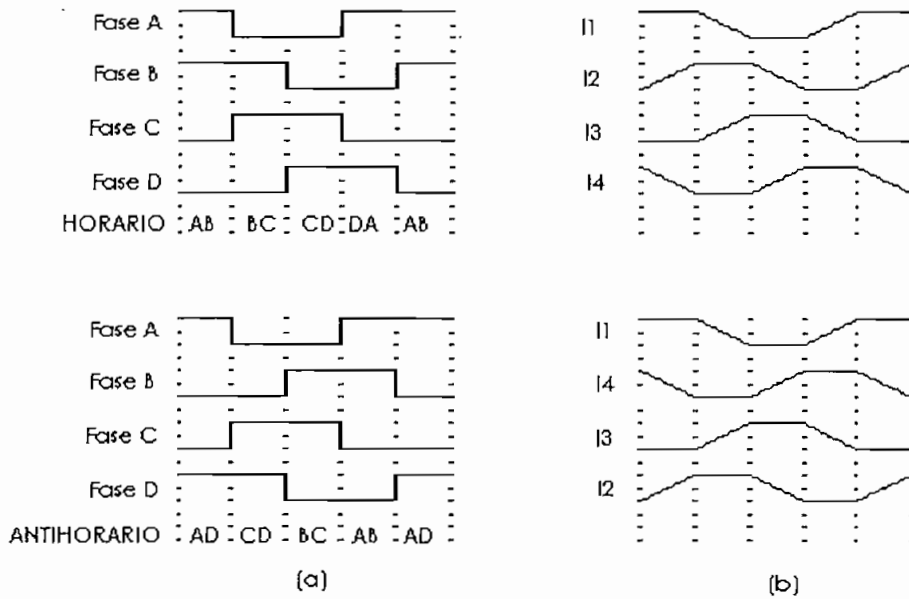 Fase A
Fase B
Fase C
Fase D
HORARIO AB BC CD DA AB
I1
I2
I3
I4
Fase A
Fase B
Fase C
Fase D
ANTIHORARIO AD CD BC AB AD
(a)
I1
I4
I3
I2
(b)